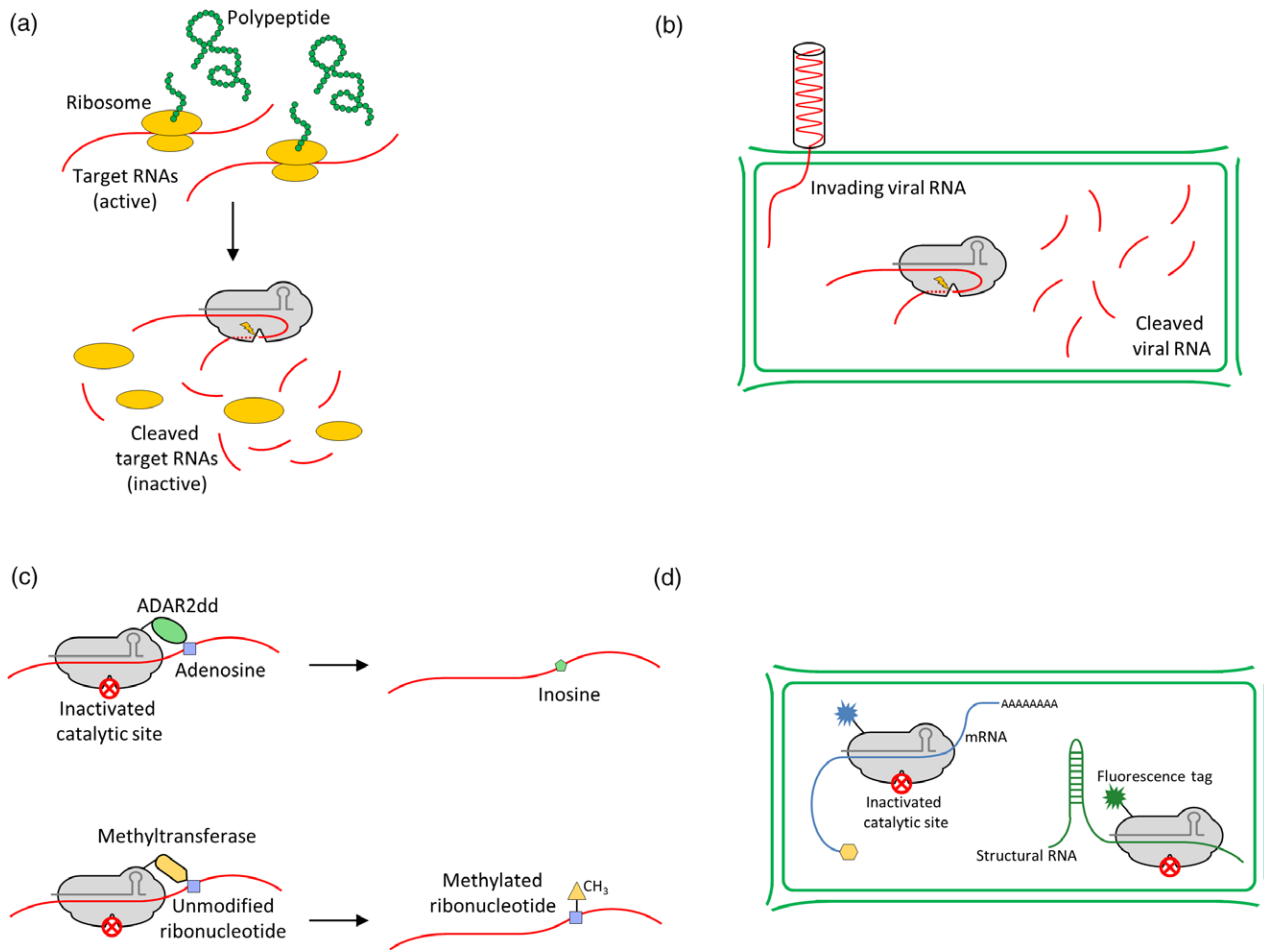 (a)
Polypeptide
Ribosome
Target RNAs
(active)
Cleaved
target RNAs
(inactive)
(b)
Invading viral RNA
Cleaved
viral RNA
(c)
ADAR2dd
Adenosine
Inactivated
catalytic site
Inosine
Methyltransferase
Unmodified
ribonucleotide
Methylated
ribonucleotide
CH₃
(d)
AAAAAAAA
mRNA
Inactivated
catalytic site
Fluorescence tag
Structural RNA